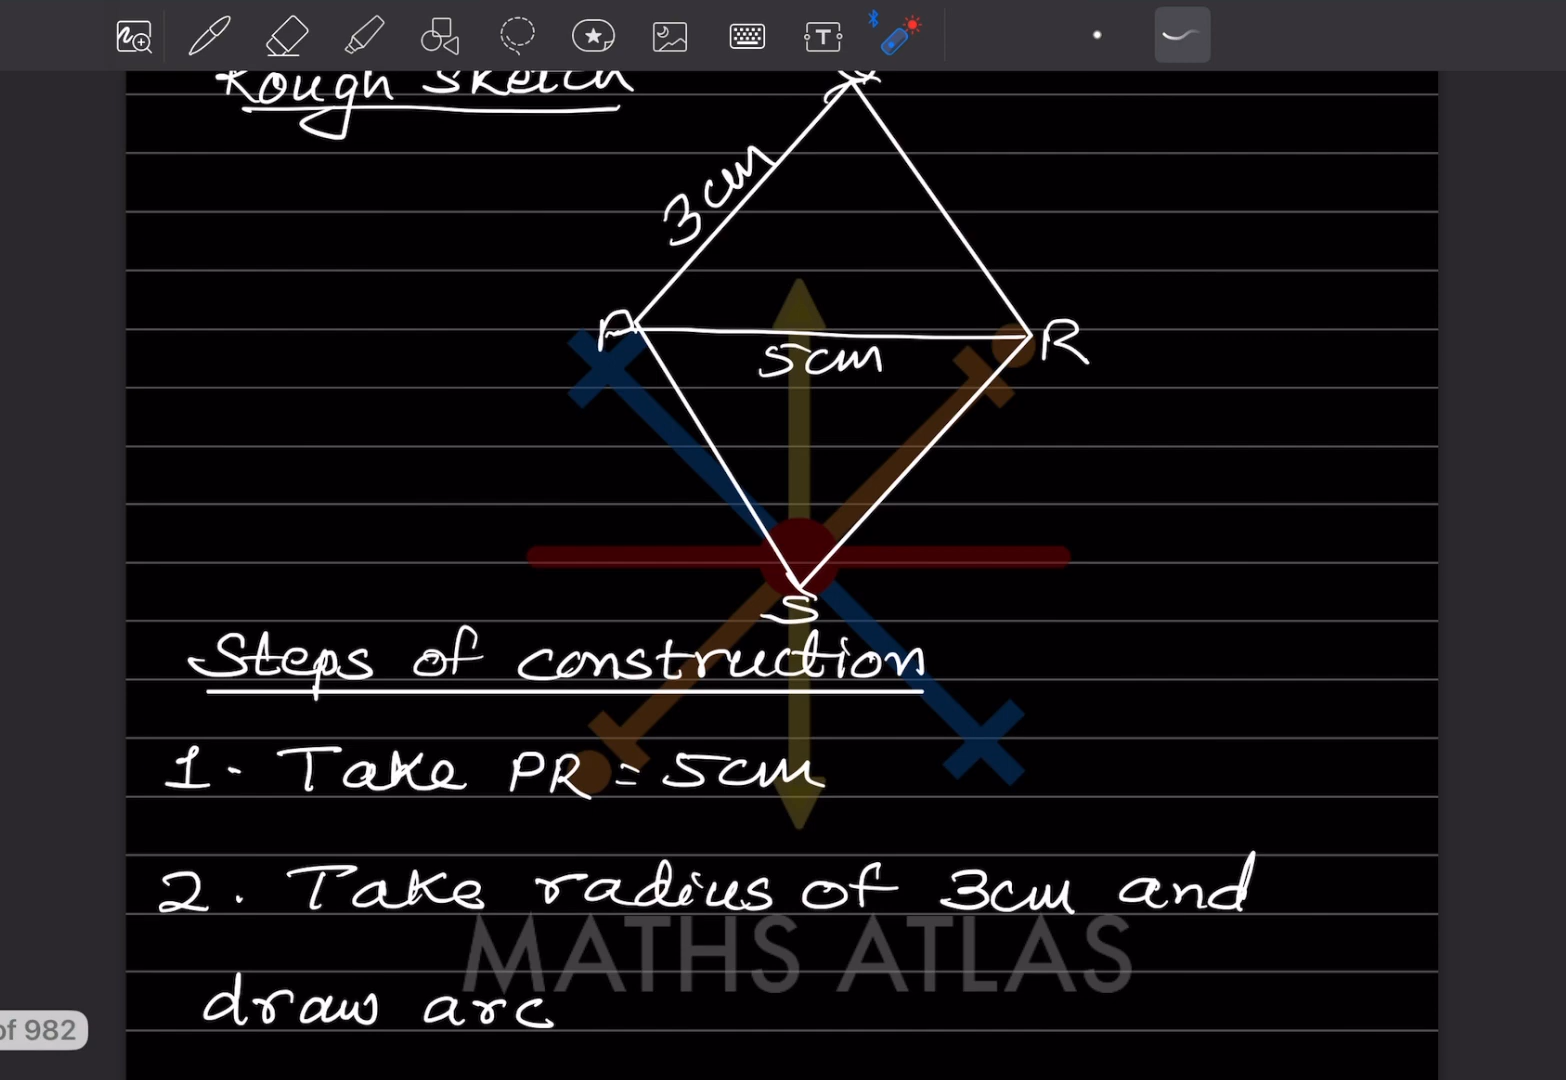 Rough Sketch
3cm
R
5cm
S
Steps of construction
1. Take PR = 5cm
2. Take radius of 3cm and
MATHS ATLAS
draw arc
of 982